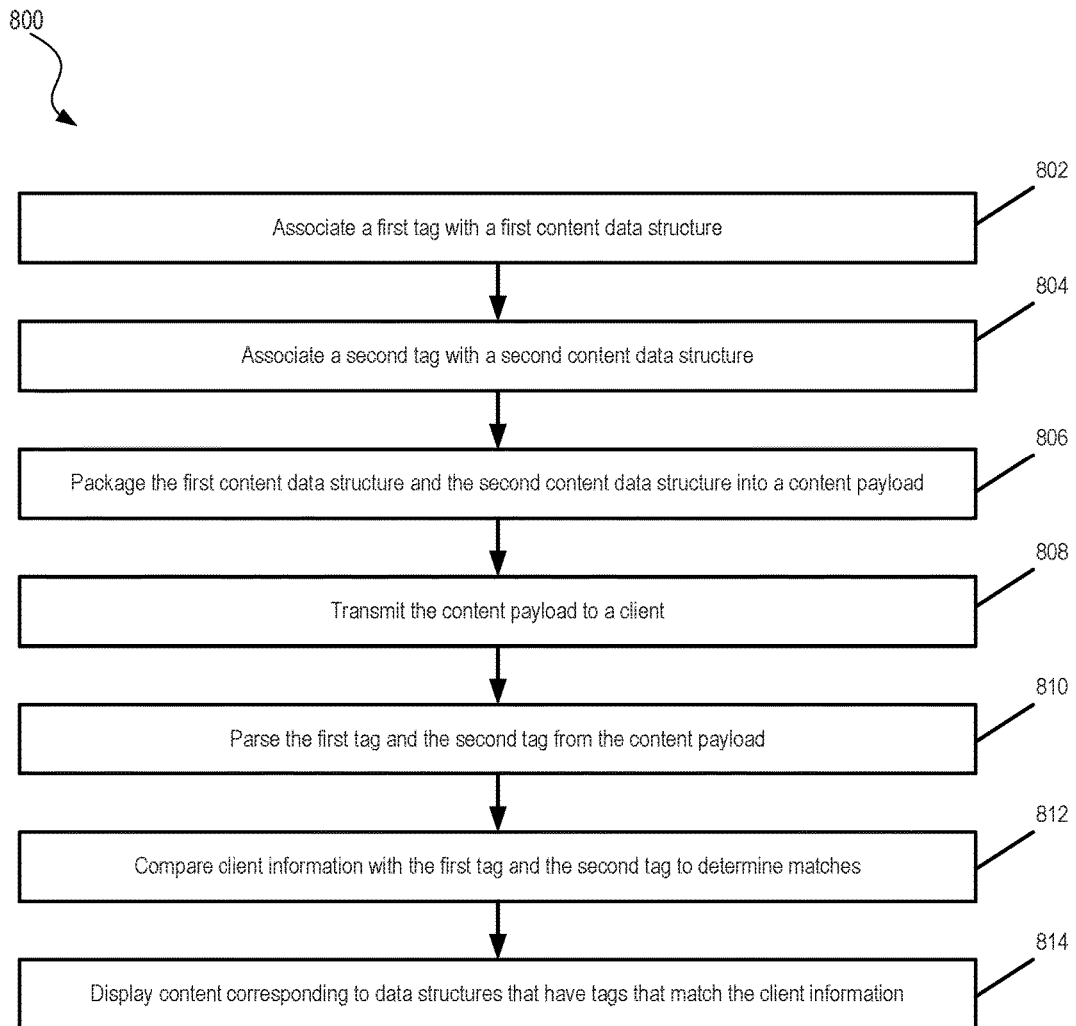 800
802
Associate a first tag with a first content data structure
804
Associate a second tag with a second content data structure
806
Package the first content data structure and the second content data structure into a content payload
808
Transmit the content payload to a client
810
Parse the first tag and the second tag from the content payload
812
Compare client information with the first tag and the second tag to determine matches
814
Display content corresponding to data structures that have tags that match the client information